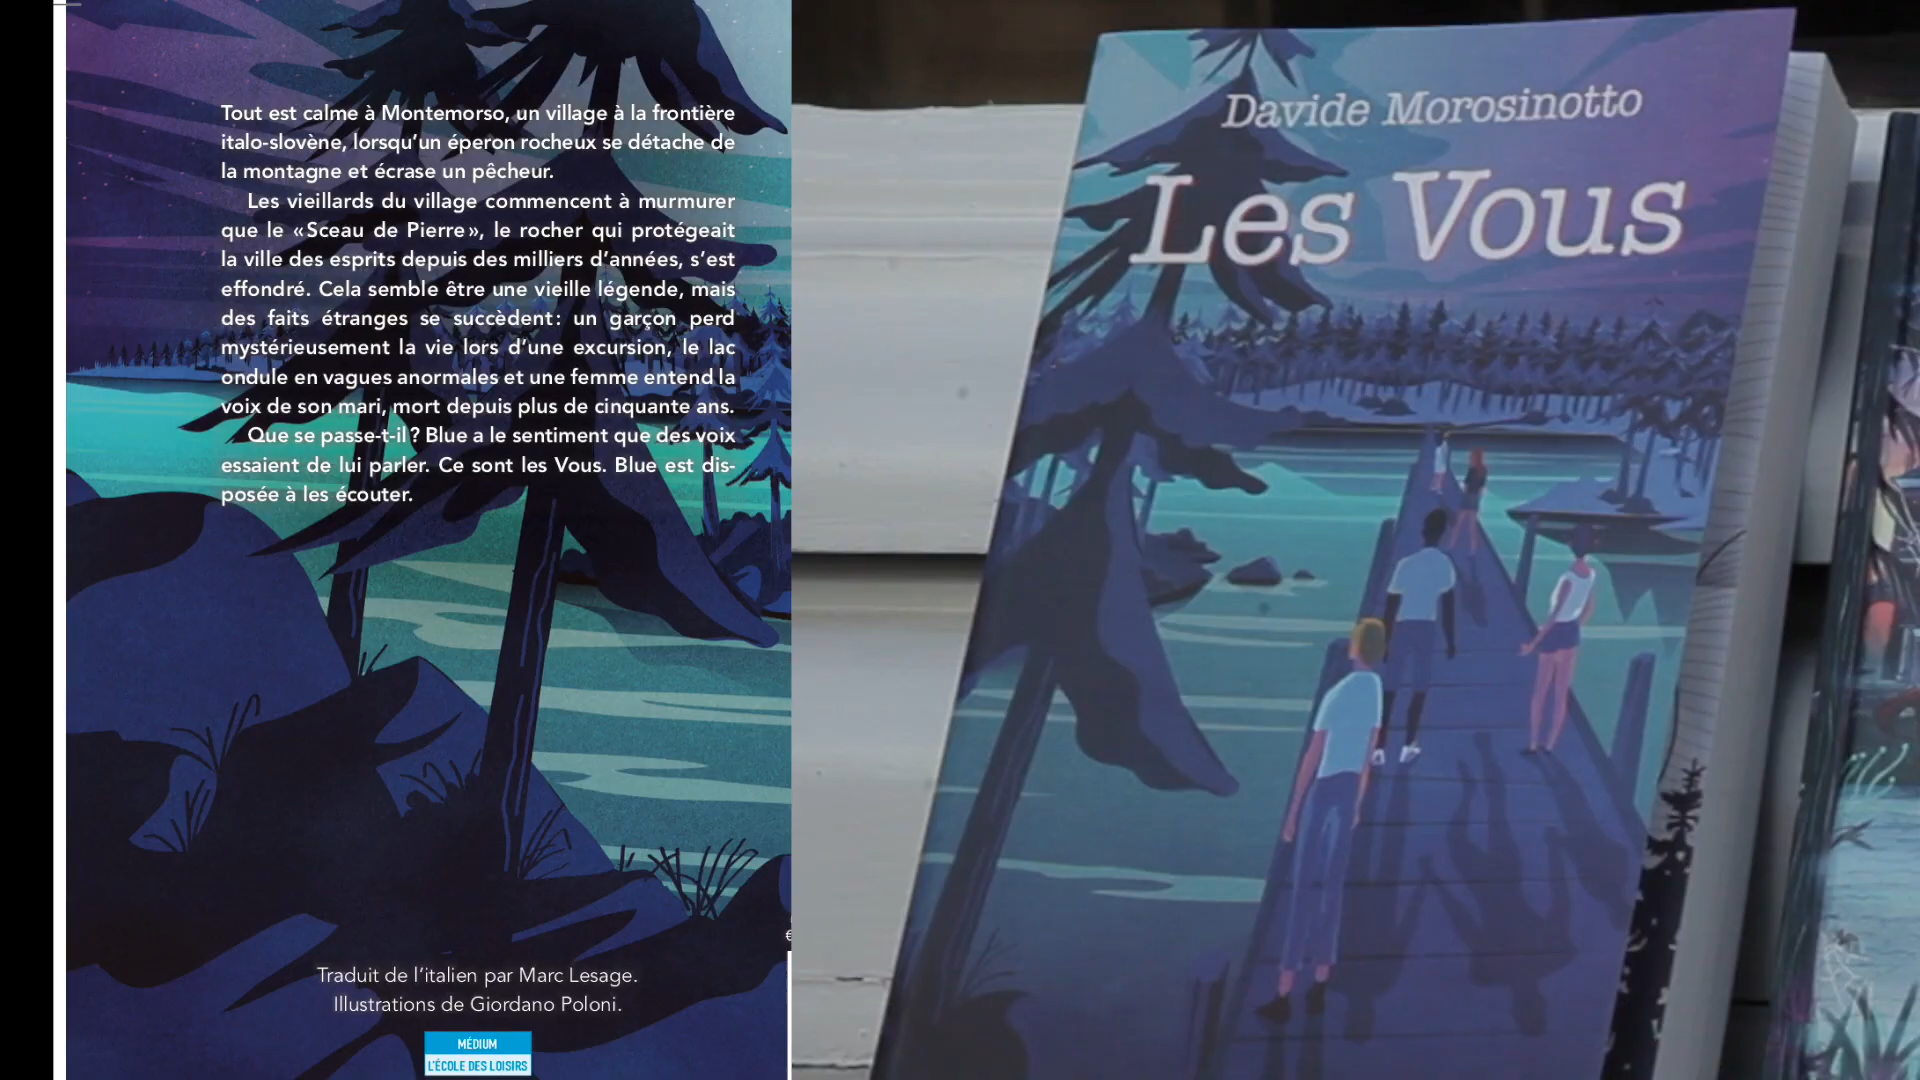 Tout est calme à Montemorso, un village à la frontière
italo-slovène, lorsqu’un éperon rocheux se détache de
la montagne et écrase un pêcheur.
Les vieillards du village commencent à murmurer
que le « Sceau de Pierre », le rocher qui protégeait
la ville des esprits depuis des milliers d’années, s’est
effondré. Cela semble être une vieille légende, mais
des faits étranges se succèdent : un garçon perd
mystérieusement la vie lors d’une excursion, le lac
ondule en vagues anormales et une femme entend la
voix de son mari, mort depuis plus de cinquante ans.
Que se passe-t-il ? Blue a le sentiment que des voix
essaient de lui parler. Ce sont les Vous. Blue est dis-
posée à les écouter.
€
Traduit de l’italien par Marc Lesage.
Illustrations de Giordano Poloni.
MÉDIUM
L’ÉCOLE DES LOISIRS
Davide Morosinotto
Les Vous